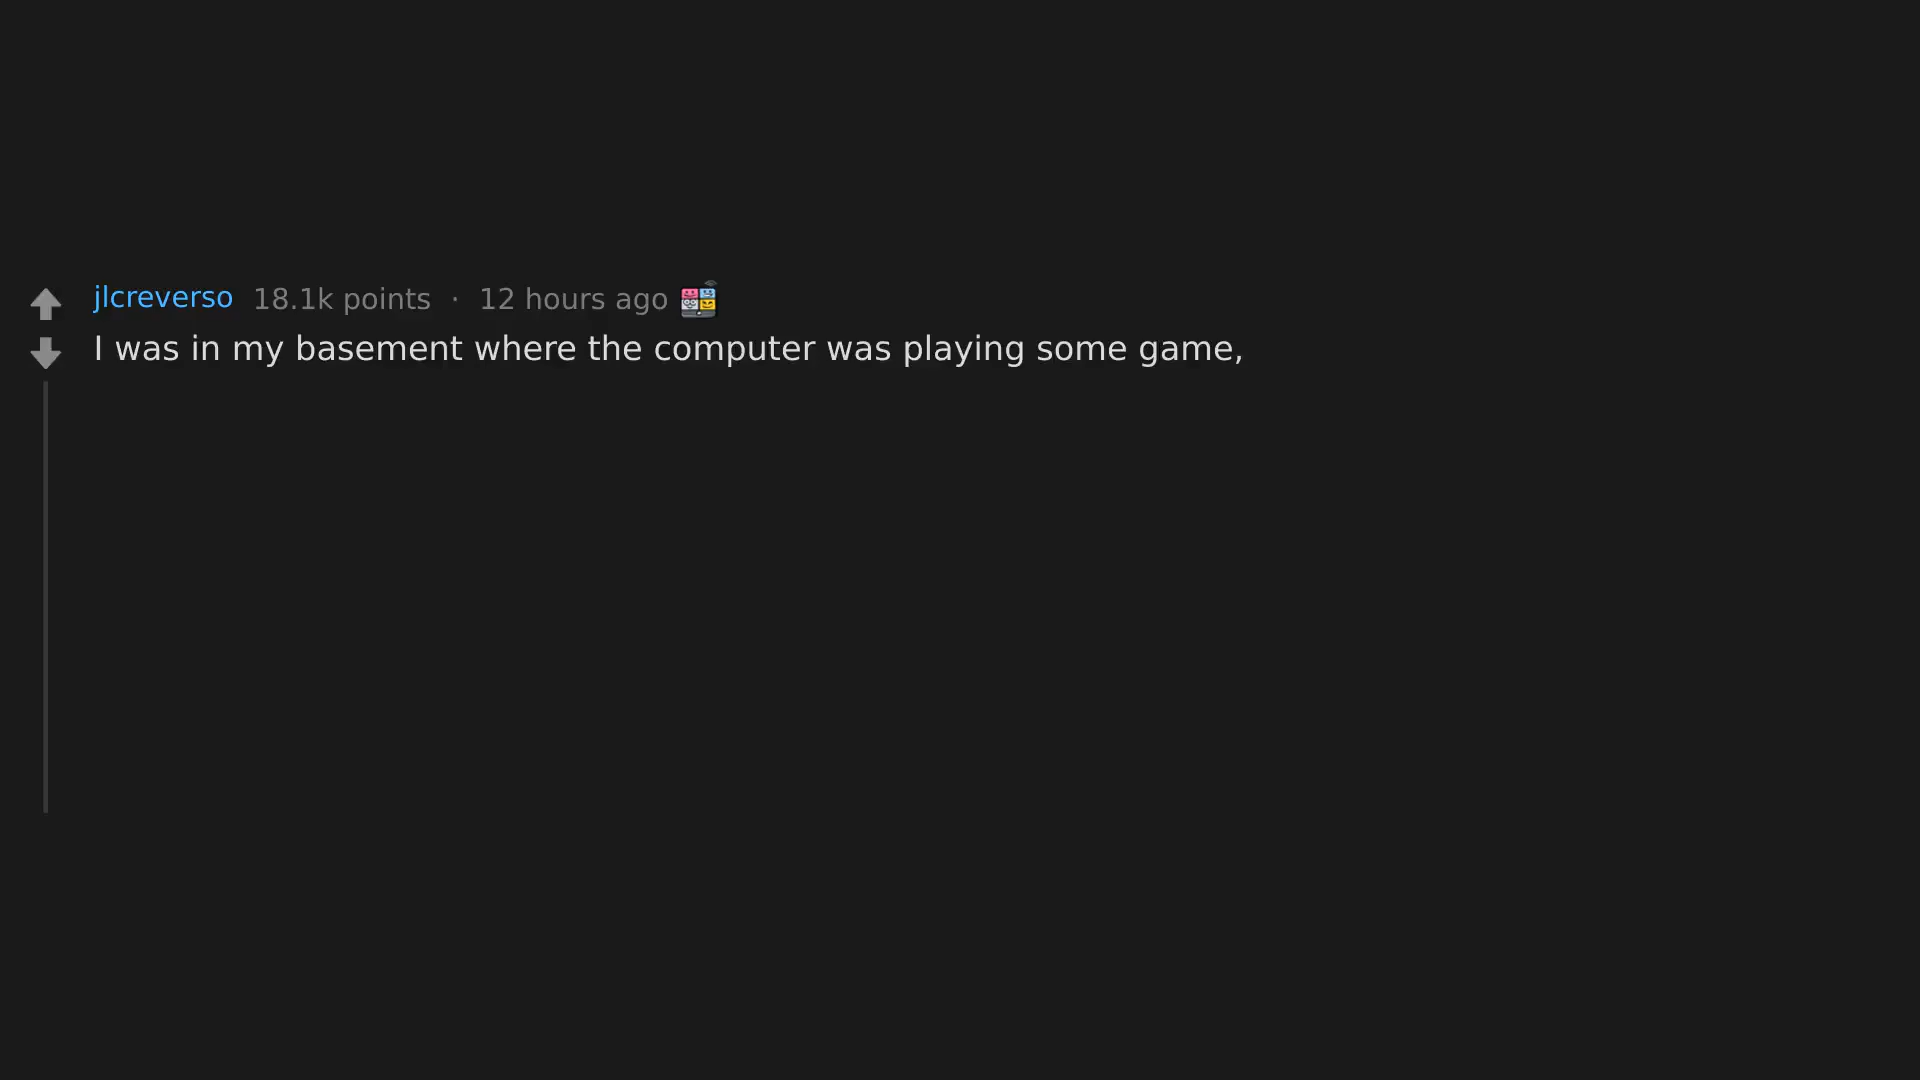 jlcreverso 18.1k points · 12 hours ago
I was in my basement where the computer was playing some game,